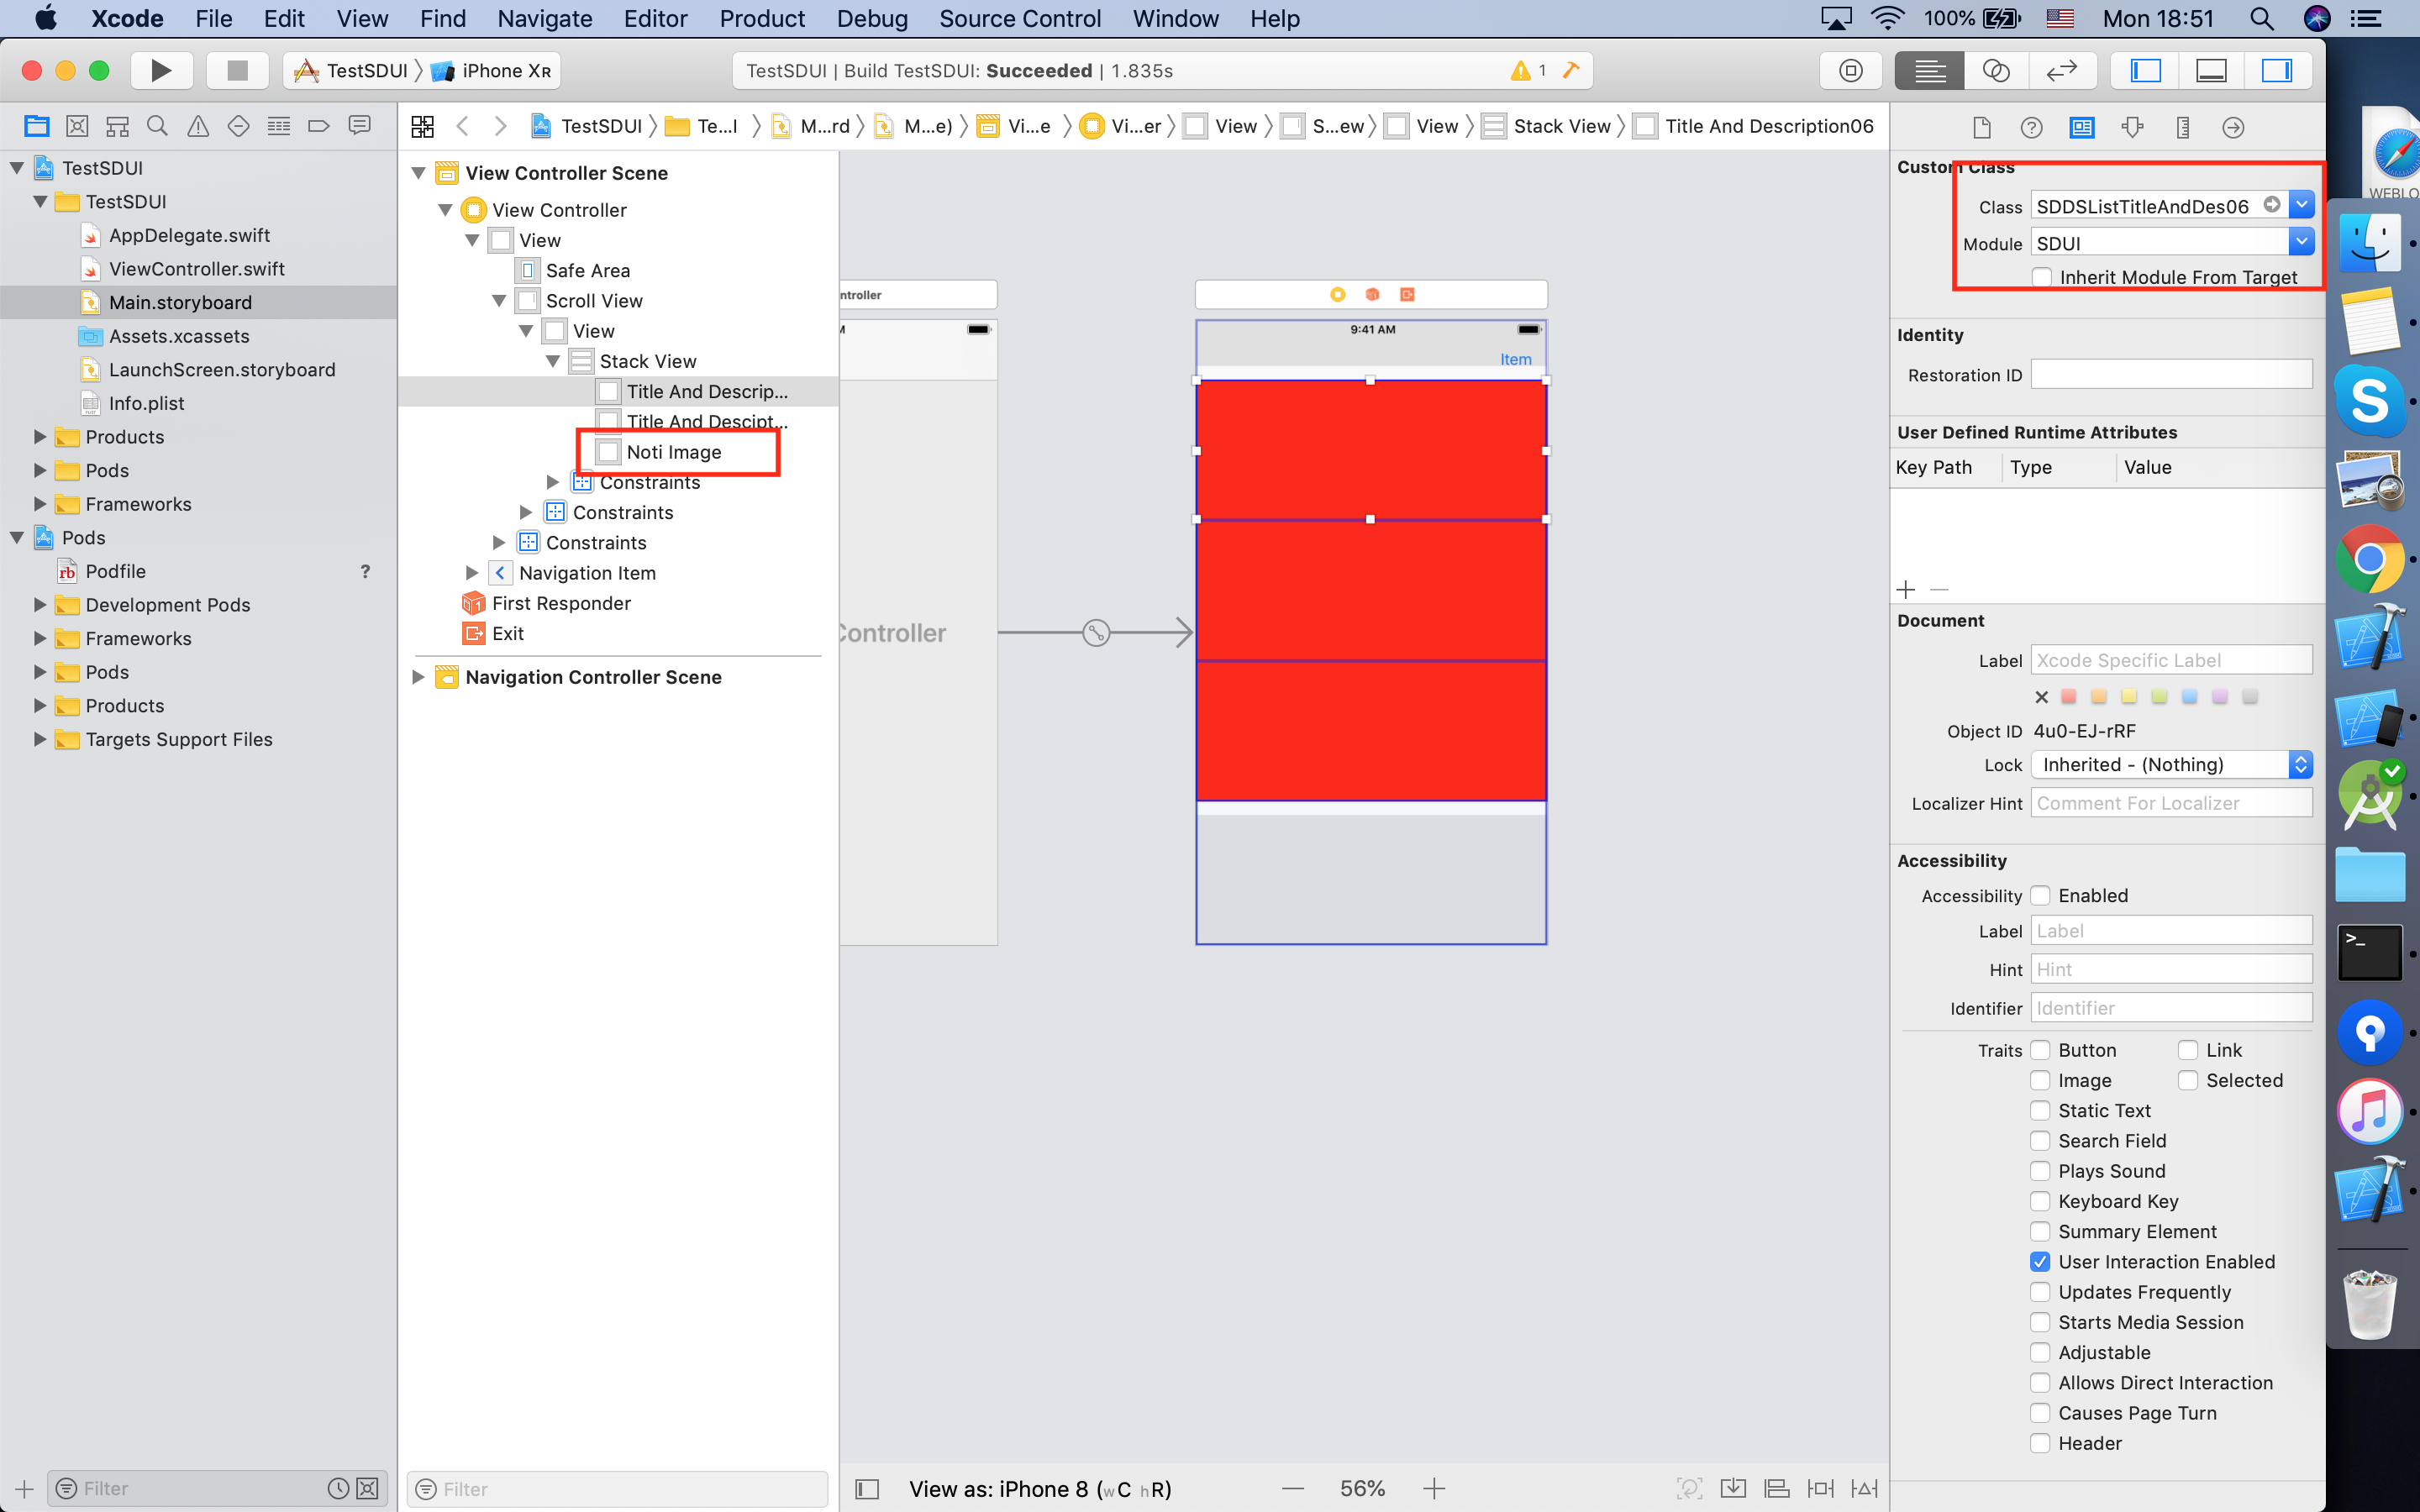 Xcode File Edit View Find Navigate Editor Product Debug Source Control Window Help 100% Mon 18:51
TestSDUI iPhone XR
TestSDUI | Build TestSDUI: Succeeded | 1.835s 1
WEBLO
TestSDUI
TestSDUI
AppDelegate.swift
ViewController.swift
Main.storyboard
Assets.xcassets
LaunchScreen.storyboard
Info.plist
Products
Pods
Frameworks
Pods
Podfile ?
Development Pods
Frameworks
Pods
Products
Targets Support Files
Filter
TestSDUI Te...l M...rd M...e) Vi...e Vi...er View S...ew View Stack View Title And Description06
View Controller Scene
View Controller
View
Safe Area
Scroll View
View
Stack View
Title And Descrip...
Title And Descipt...
Noti Image
Constraints
Constraints
Constraints
Navigation Item
First Responder
Exit
Navigation Controller Scene
Filter
ntroller
Controller
9:41 AM
Item
View as: iPhone 8 (wC hR)
56%
Custom Class
Class SDDSListTitleAndDes06
Module SDUI
Inherit Module From Target
Identity
Restoration ID
User Defined Runtime Attributes
Key Path Type Value
Document
Label Xcode Specific Label
Object ID 4u0-EJ-rRF
Lock Inherited - (Nothing)
Localizer Hint Comment For Localizer
Accessibility
Accessibility Enabled
Label Label
Hint Hint
Identifier Identifier
Traits Button Link
Image Selected
Static Text
Search Field
Plays Sound
Keyboard Key
Summary Element
User Interaction Enabled
Updates Frequently
Starts Media Session
Adjustable
Allows Direct Interaction
Causes Page Turn
Header